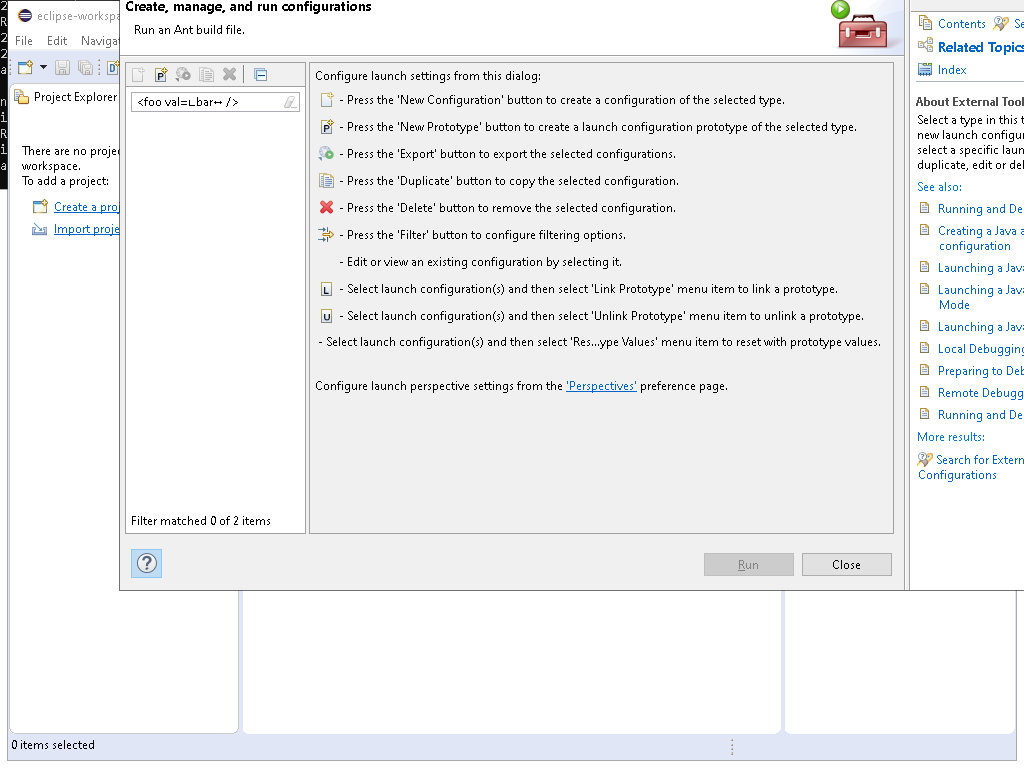 eclipse-workspa
File Edit Naviga
Project Explorer
There are no proje
workspace.
To add a project:
Create a proj
Import proje
0 items selected
Create, manage, and run configurations
Run an Ant build file.
<foo val=∟bar↔ />
Filter matched 0 of 2 items
Configure launch settings from this dialog:
- Press the 'New Configuration' button to create a configuration of the selected type.
- Press the 'New Prototype' button to create a launch configuration prototype of the selected type.
- Press the 'Export' button to export the selected configurations.
- Press the 'Duplicate' button to copy the selected configuration.
- Press the 'Delete' button to remove the selected configuration.
- Press the 'Filter' button to configure filtering options.
- Edit or view an existing configuration by selecting it.
- Select launch configuration(s) and then select 'Link Prototype' menu item to link a prototype.
- Select launch configuration(s) and then select 'Unlink Prototype' menu item to unlink a prototype.
- Select launch configuration(s) and then select 'Res...ype Values' menu item to reset with prototype values.
Configure launch perspective settings from the 'Perspectives' preference page.
Run
Close
Contents Se
Related Topics
Index
About External Tool
Select a type in this t
new launch configur
select a specific laun
duplicate, edit or del
See also:
Running and De
Creating a Java a
configuration
Launching a Jav
Launching a Java
Mode
Launching a Java
Local Debugging
Preparing to Deb
Remote Debugg
Running and De
More results:
Search for Extern
Configurations